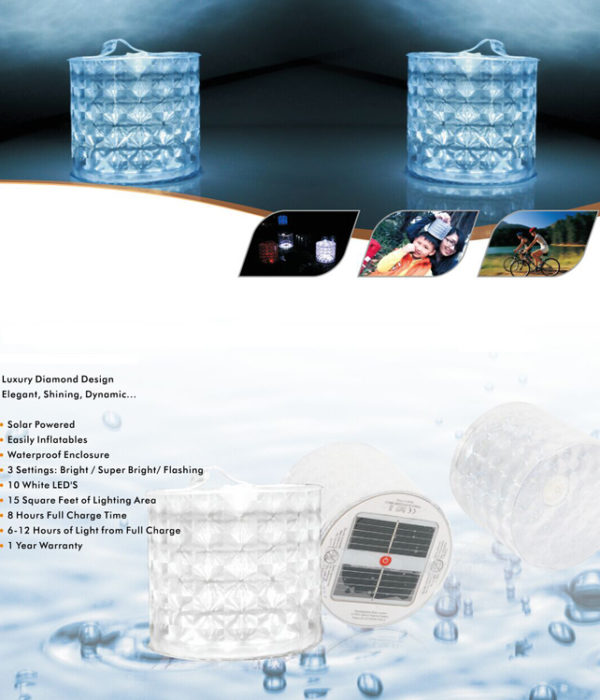 Luxury Diamond Design
Elegant, Shining, Dynamic...
• Solar Powered
• Easily Inflatables
• Waterproof Enclosure
• 3 Settings: Bright / Super Bright/ Flashing
• 10 White LED'S
• 15 Square Feet of Lighting Area
• 8 Hours Full Charge Time
• 6-12 Hours of Light from Full Charge
• 1 Year Warranty